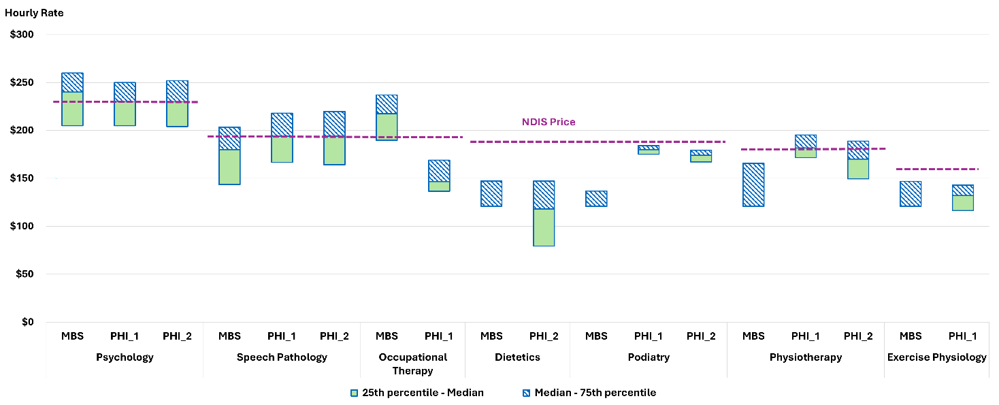 Hourly Rate
$300
$250
$200
$150
$100
$50
$0
NDIS Price
MBS PHI_1 PHI_2 MBS PHI_1 PHI_2 MBS PHI_1 MBS PHI_2 MBS PHI_1 PHI_2 MBS PHI_1 PHI_2 MBS PHI_1
Psychology Speech Pathology Occupational Dietetics Podiatry Physiotherapy Exercise Physiology
Therapy
25th percentile - Median Median - 75th percentile